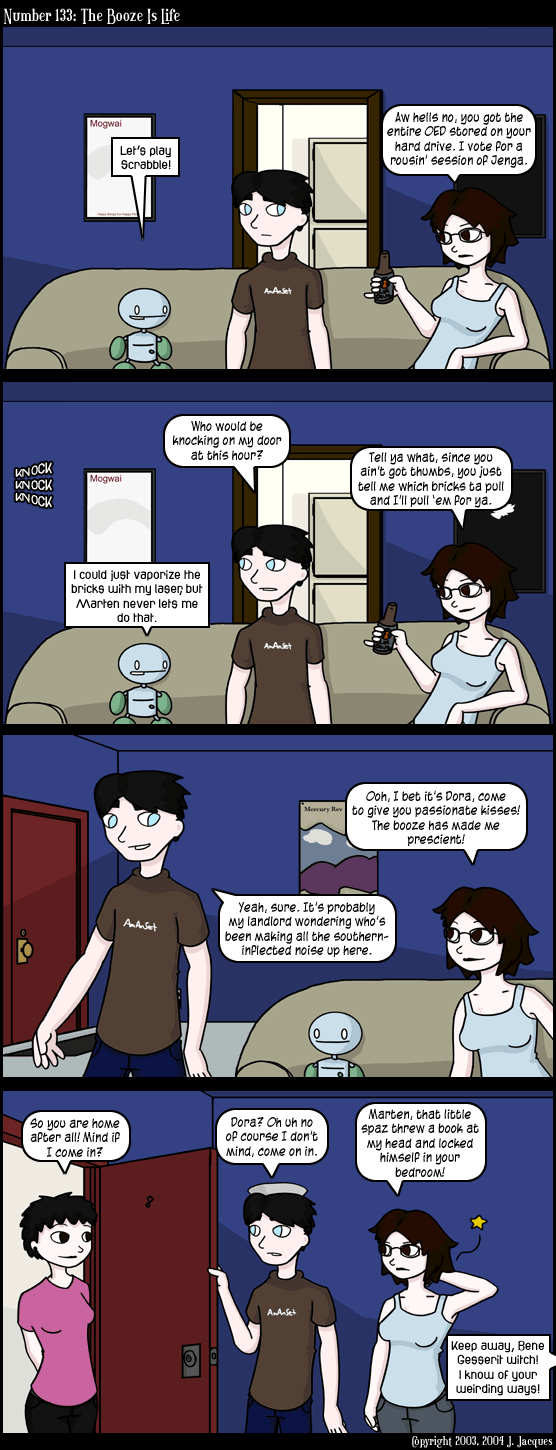 Number 133: The Booze Is Life
Mogwai
Let's play
Scrabble!
Aw hells no, you got the
entire OED stored on your
hard drive. I vote for a
rousin' session of Jenga.
AnAnSet
KNOCK
KNOCK
KNOCK
Who would be
knocking on my door
at this hour?
Tell ya what, since you
ain't got thumbs, you just
tell me which bricks ta pull
and I'll pull 'em for ya.
Mogwai
I could just vaporize the
bricks with my laser, but
Marten never lets me
do that.
AnAnSet
Ooh, I bet it's Dora, come
to give you passionate kisses!
The booze has made me
prescient!
Mercury Rev
Yeah, sure. It's probably
my landlord wondering who's
been making all the southern-
inflected noise up here.
AnAnSet
So you are home
after all! Mind if
I come in?
Dora? Oh uh no
of course I don't
mind, come on in.
Marten, that little
spaz threw a book at
my head and locked
himself in your
bedroom!
AnAnSet
Keep away, Bene
Gesserit witch!
I know of your
weirding ways!
Copyright 2003, 2004 J. Jacques